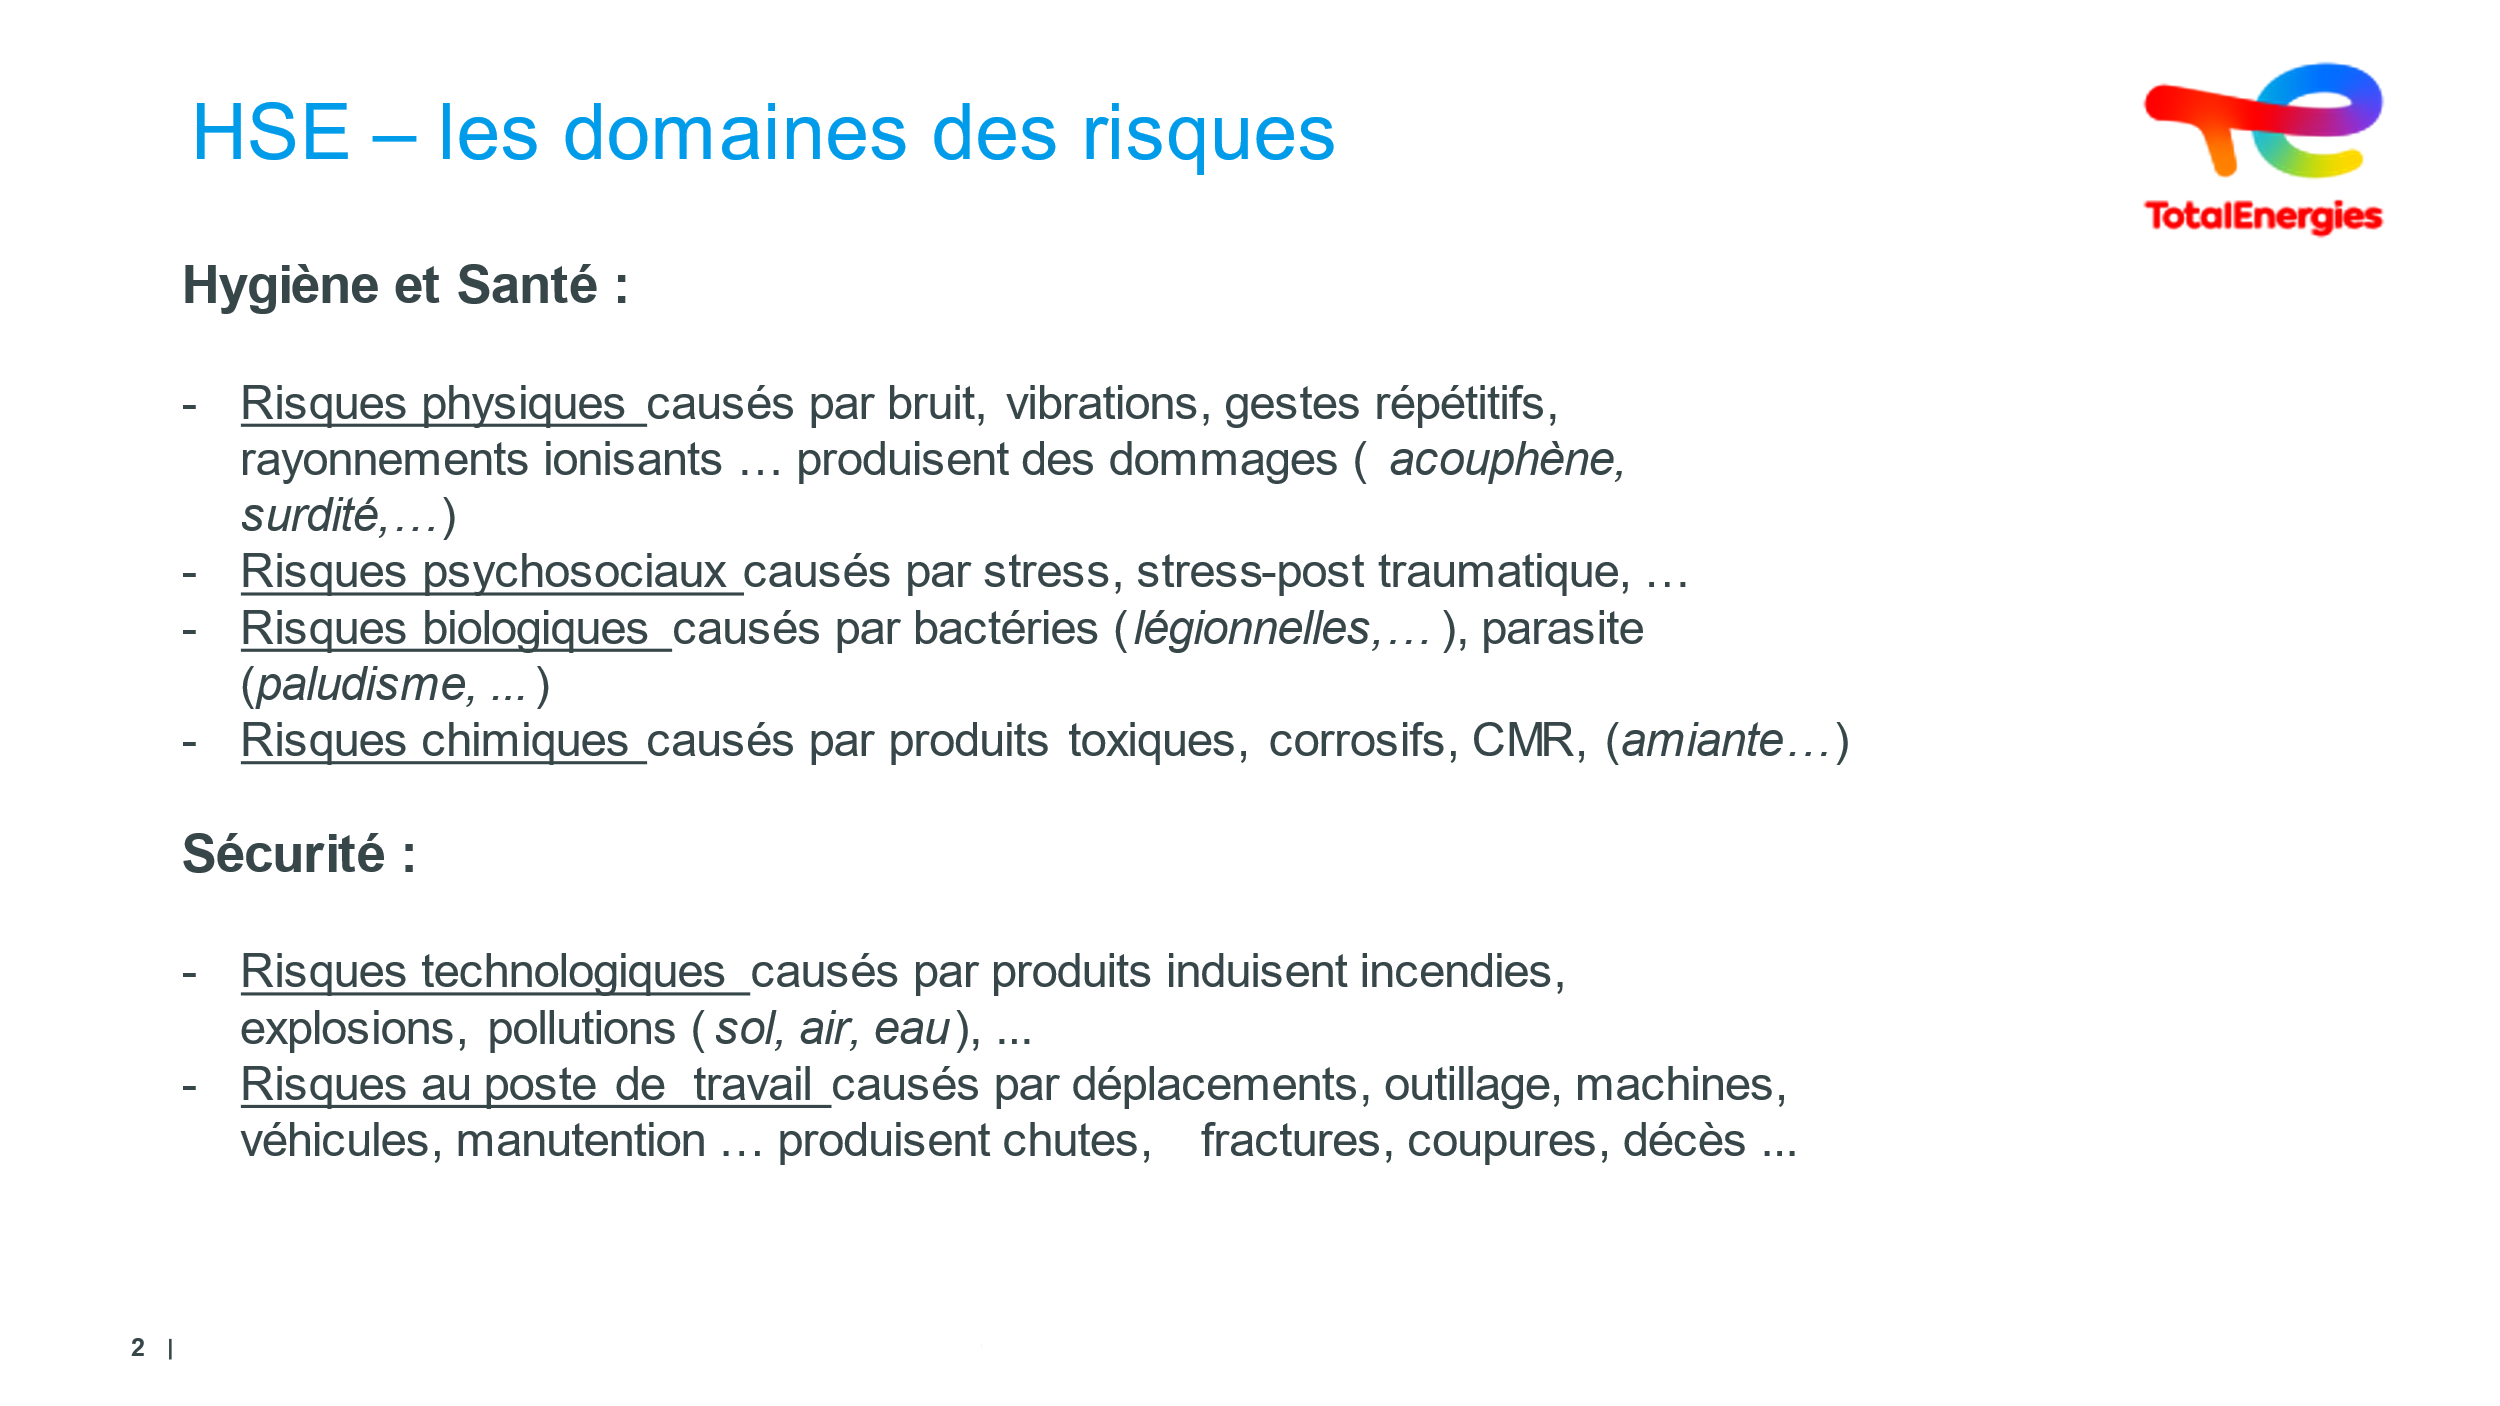 HSE – les domaines des risques
TotalEnergies
Hygiène et Santé :
- Risques physiques causés par bruit, vibrations, gestes répétitifs,
rayonnements ionisants … produisent des dommages ( acouphène,
surdité,…)
- Risques psychosociaux causés par stress, stress-post traumatique, …
- Risques biologiques causés par bactéries (légionnelles,… ), parasite
(paludisme, ...)
- Risques chimiques causés par produits toxiques, corrosifs, CMR, (amiante…)
Sécurité :
- Risques technologiques causés par produits induisent incendies,
explosions, pollutions ( sol, air, eau), ...
- Risques au poste de travail causés par déplacements, outillage, machines,
véhicules, manutention … produisent chutes, fractures, coupures, décès ...
2 |